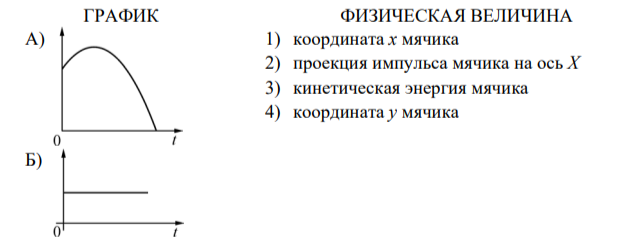 ГРАФИК
ФИЗИЧЕСКАЯ ВЕЛИЧИНА
А)
0
t
Б)
0
t
1) координата x мячика
2) проекция импульса мячика на ось X
3) кинетическая энергия мячика
4) координата y мячика